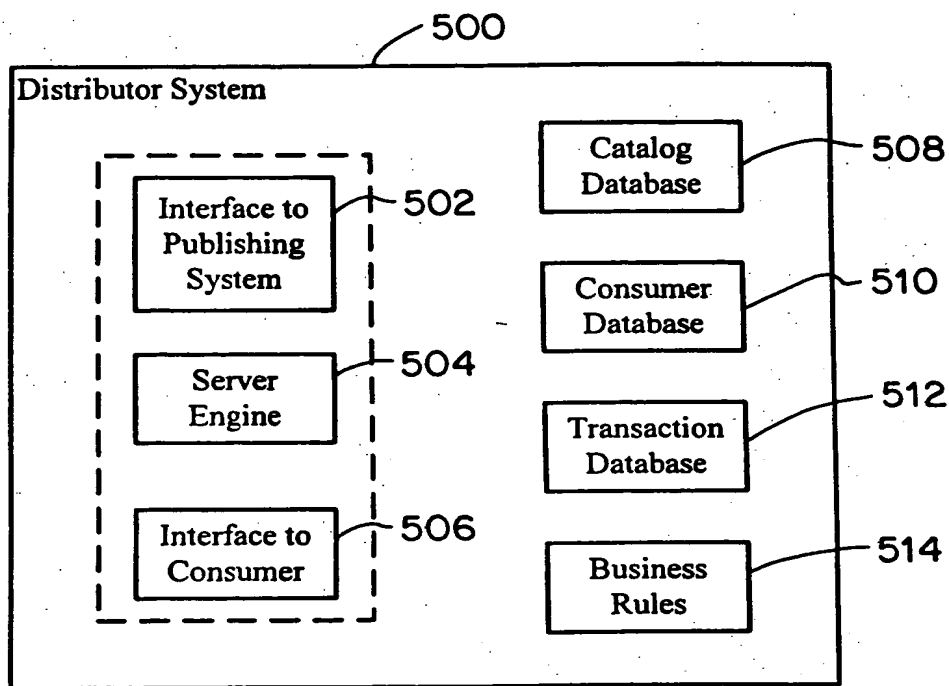 500
Distributor System
Interface to
Publishing
System
502
Server
Engine
504
Interface to
Consumer
506
Catalog
Database
508
Consumer
Database
510
Transaction
Database
512
Business
Rules
514